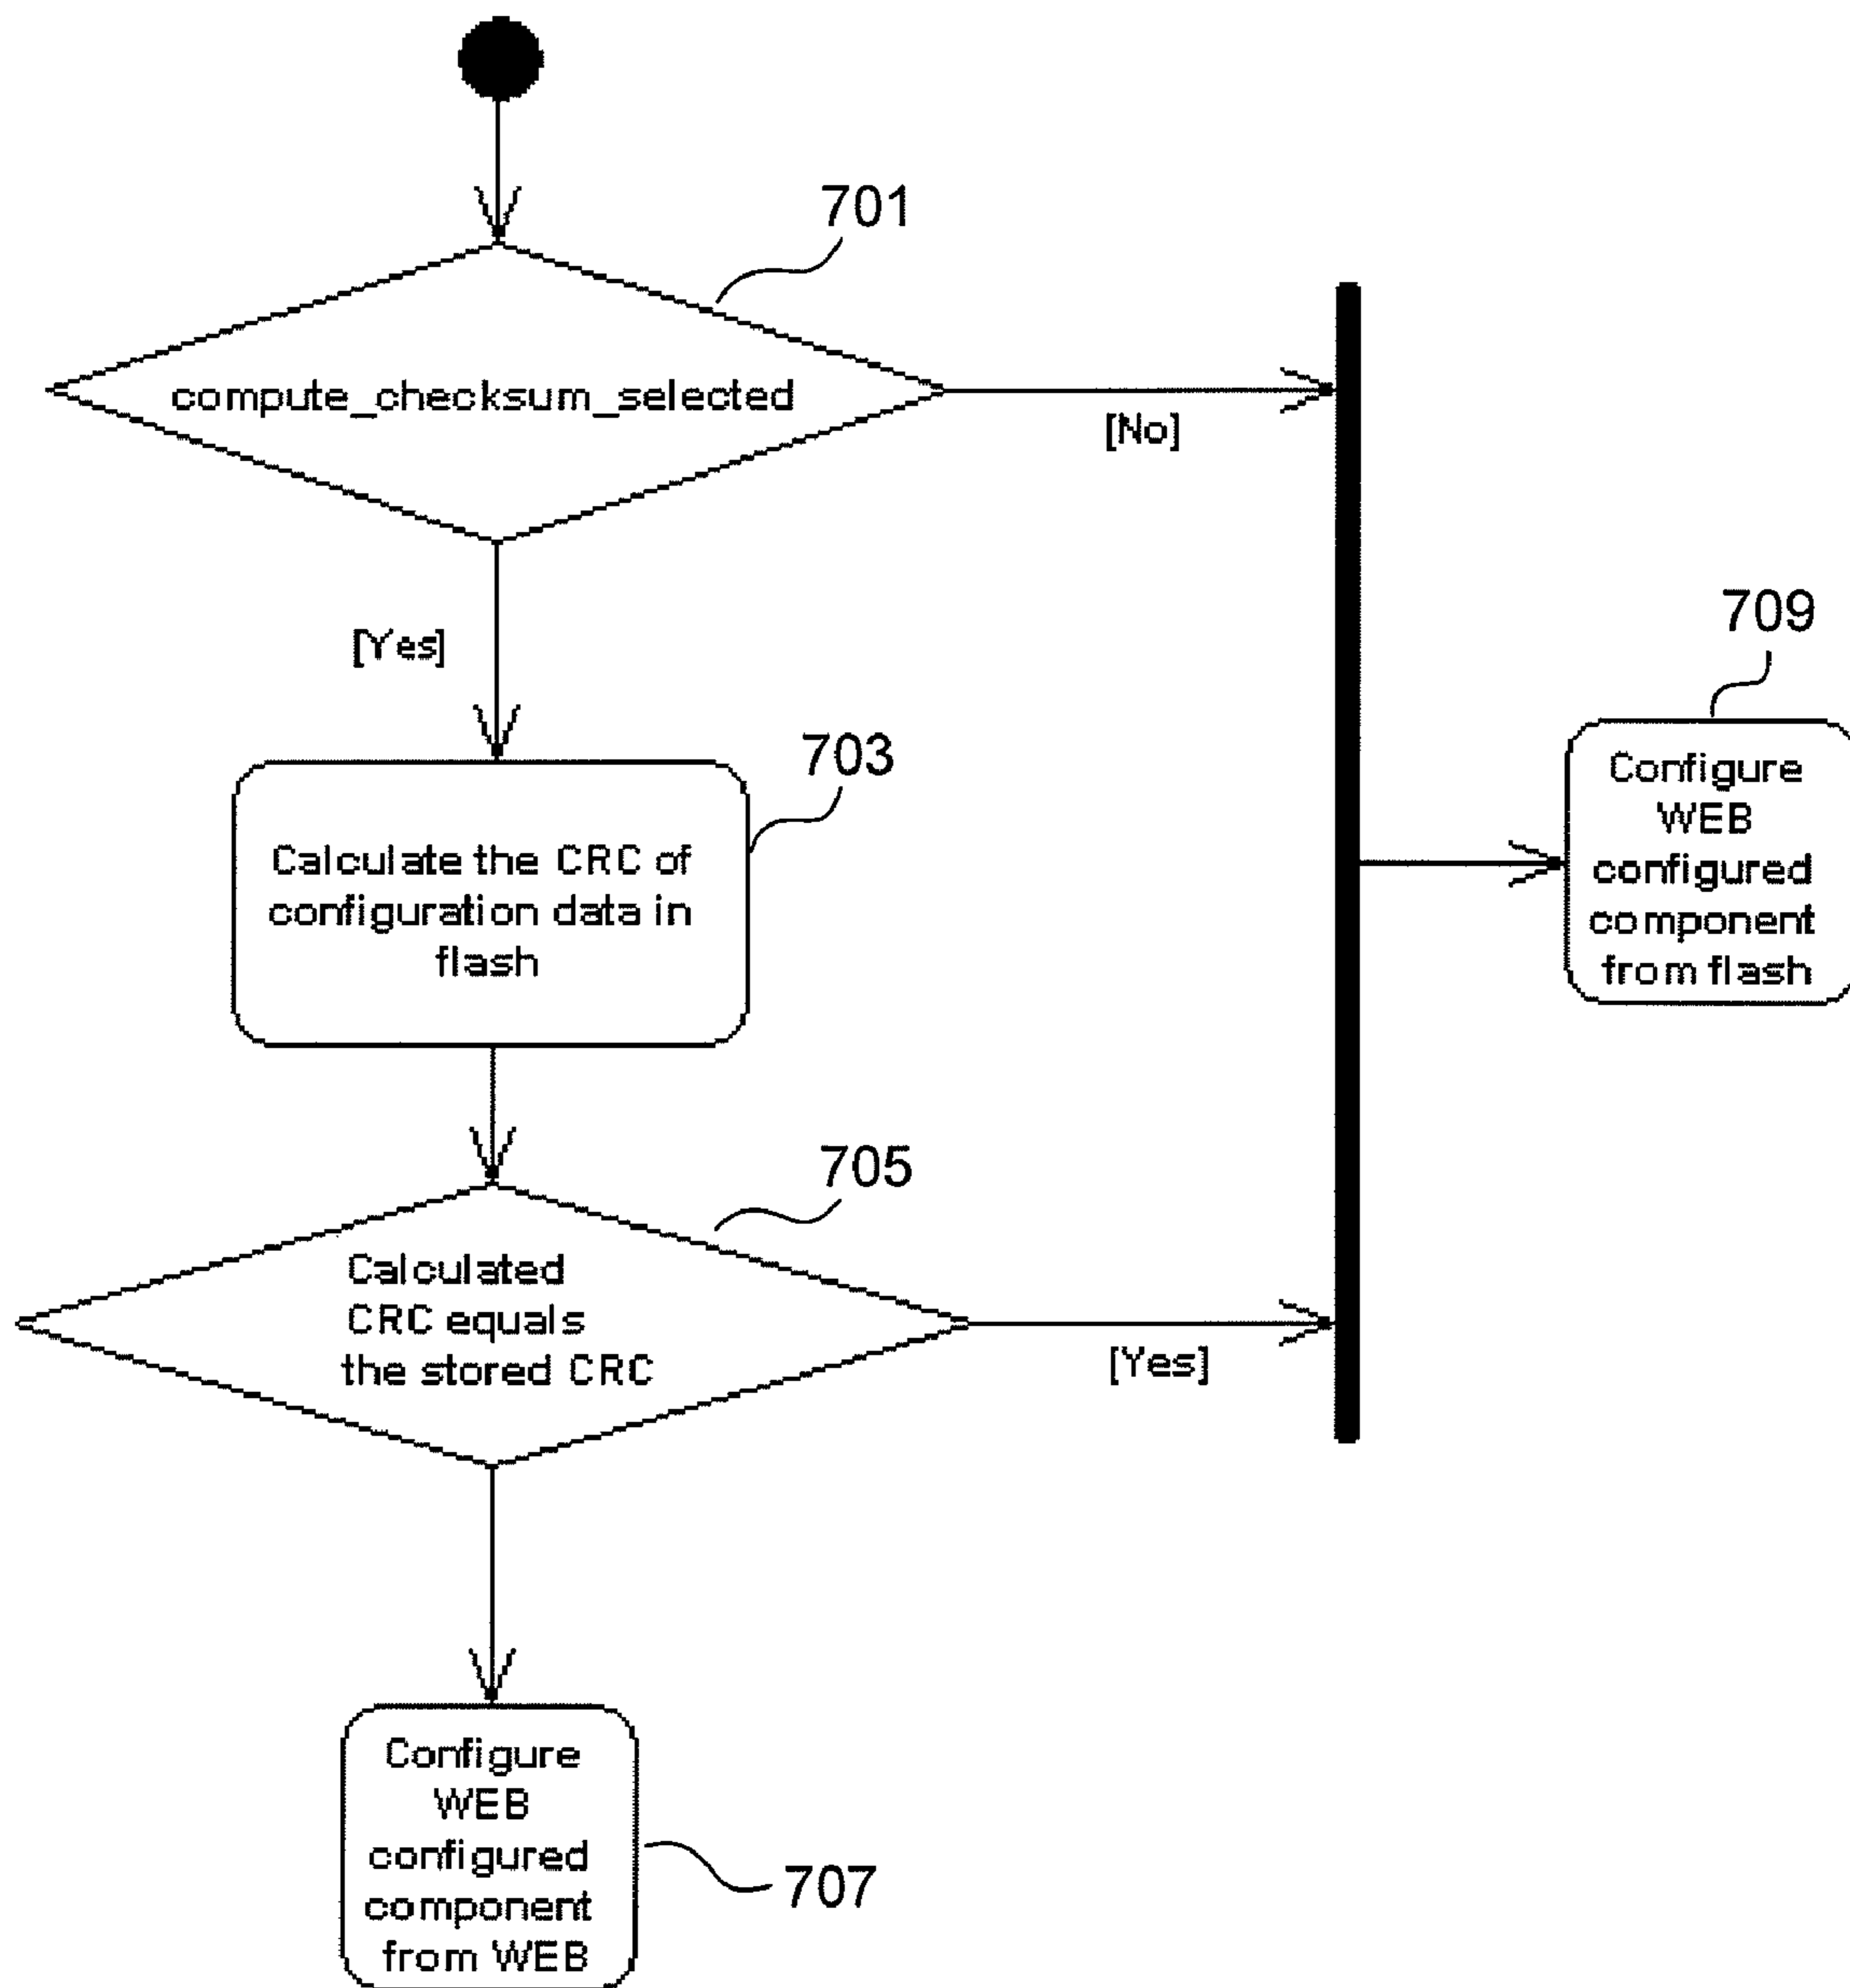 701
compute_checksum_selected
[No]
[Yes]
709
Configure
WEB
configured
component
from flash
703
Calculate the CRC of
configuration data in
flash
705
Calculated
CRC equals
the stored CRC
[Yes]
Configure
WEB
configured
component
from WEB
707